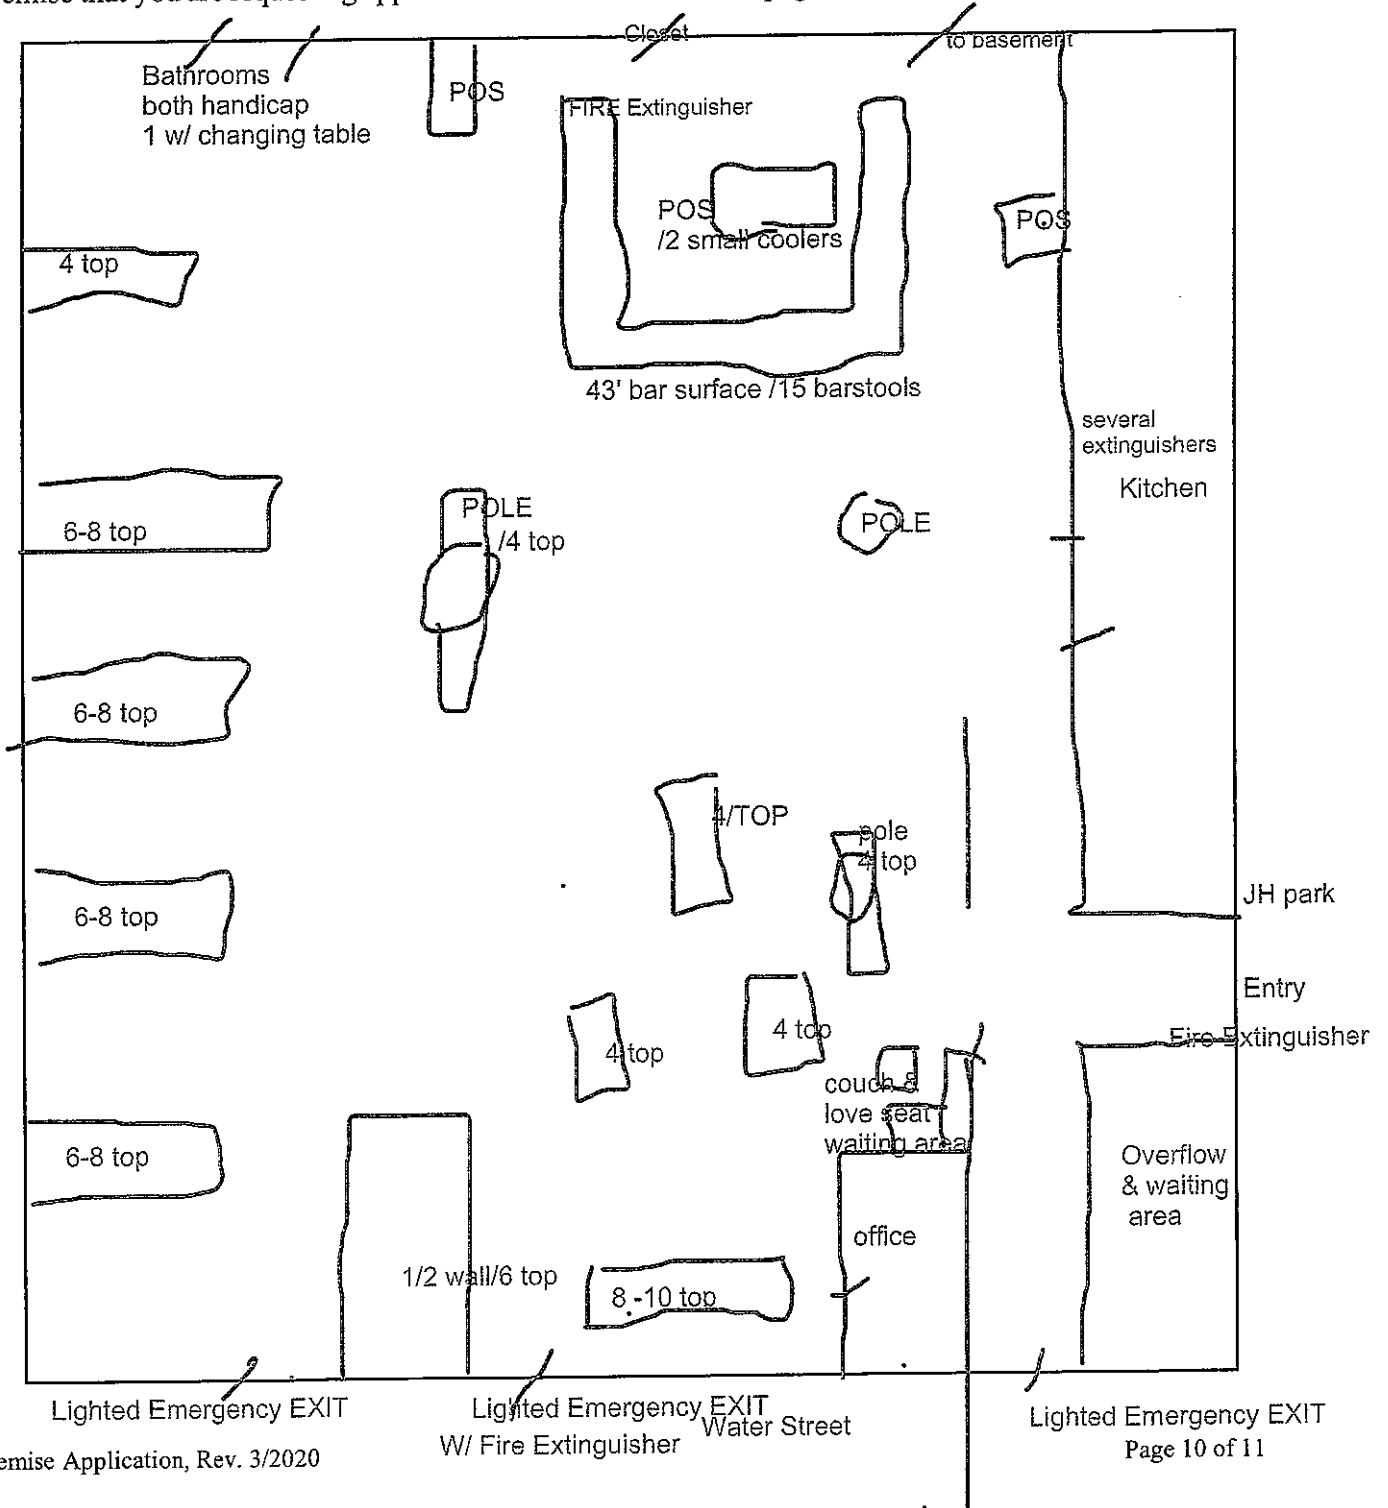 Closet
to basement
Bathrooms
both handicap
1 w/ changing table
POS
FIRE Extinguisher
POS
/2 small coolers
POS
4 top
43' bar surface /15 barstools
several
extinguishers
Kitchen
6-8 top
POLE
/4 top
POLE
6-8 top
4/TOP
pole
4 top
6-8 top
JH park
Entry
Fire Extinguisher
4 top
4 top
couch &
love seat
waiting area
6-8 top
Overflow
& waiting
area
office
1/2 wall/6 top
8 -10 top
Lighted Emergency EXIT
Lighted Emergency EXIT
W/ Fire Extinguisher
Water Street
Lighted Emergency EXIT
emise Application, Rev. 3/2020
Page 10 of 11